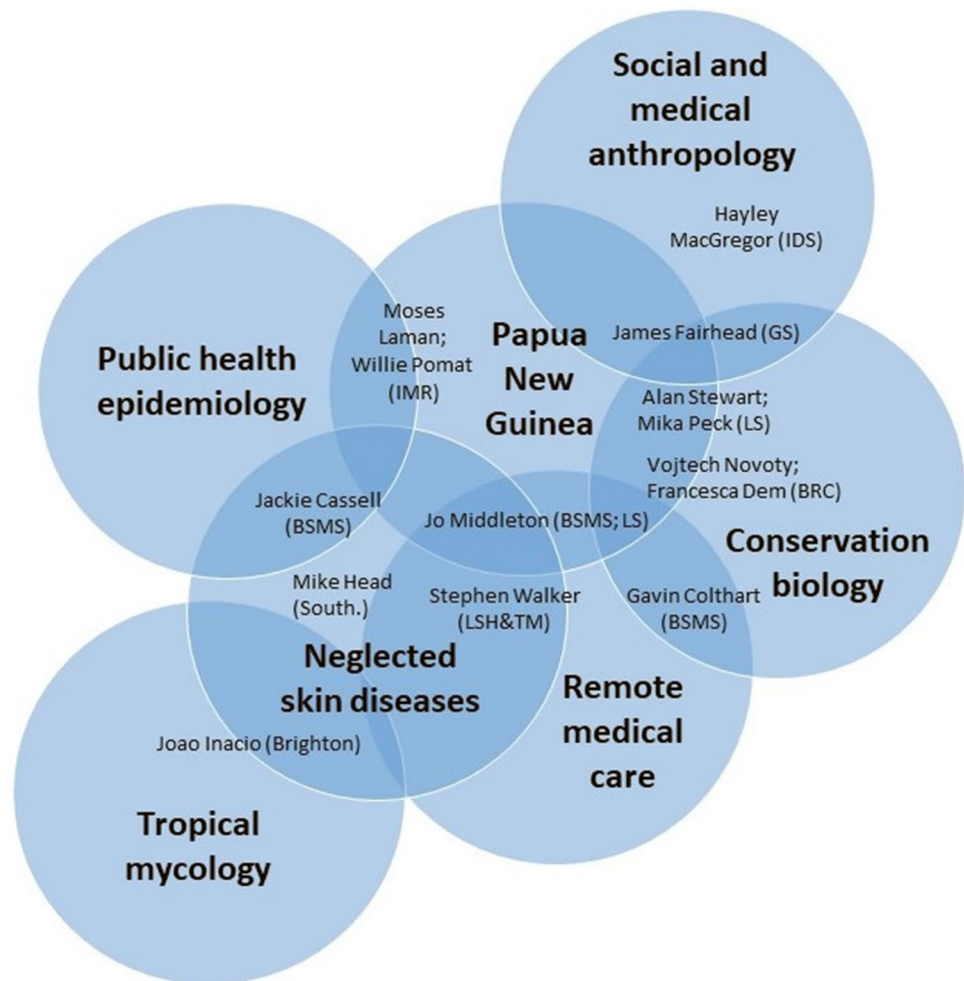 Social and
medical
anthropology
Hayley
MacGregor (IDS)
Moses
Laman;
Willie Pomat
(IMR)
Papua
New
Guinea
James Fairhead (GS)
Public health
epidemiology
Alan Stewart;
Mika Peck (LS)
Vojtech Novoty;
Francesca Dem (BRC)
Jackie Cassell
(BSMS)
Jo Middleton (BSMS; LS)
Conservation
biology
Mike Head
(South.)
Stephen Walker
(LSH&TM)
Gavin Colthart
(BSMS)
Neglected
skin diseases
Remote
medical
care
Joao Inacio (Brighton)
Tropical
mycology